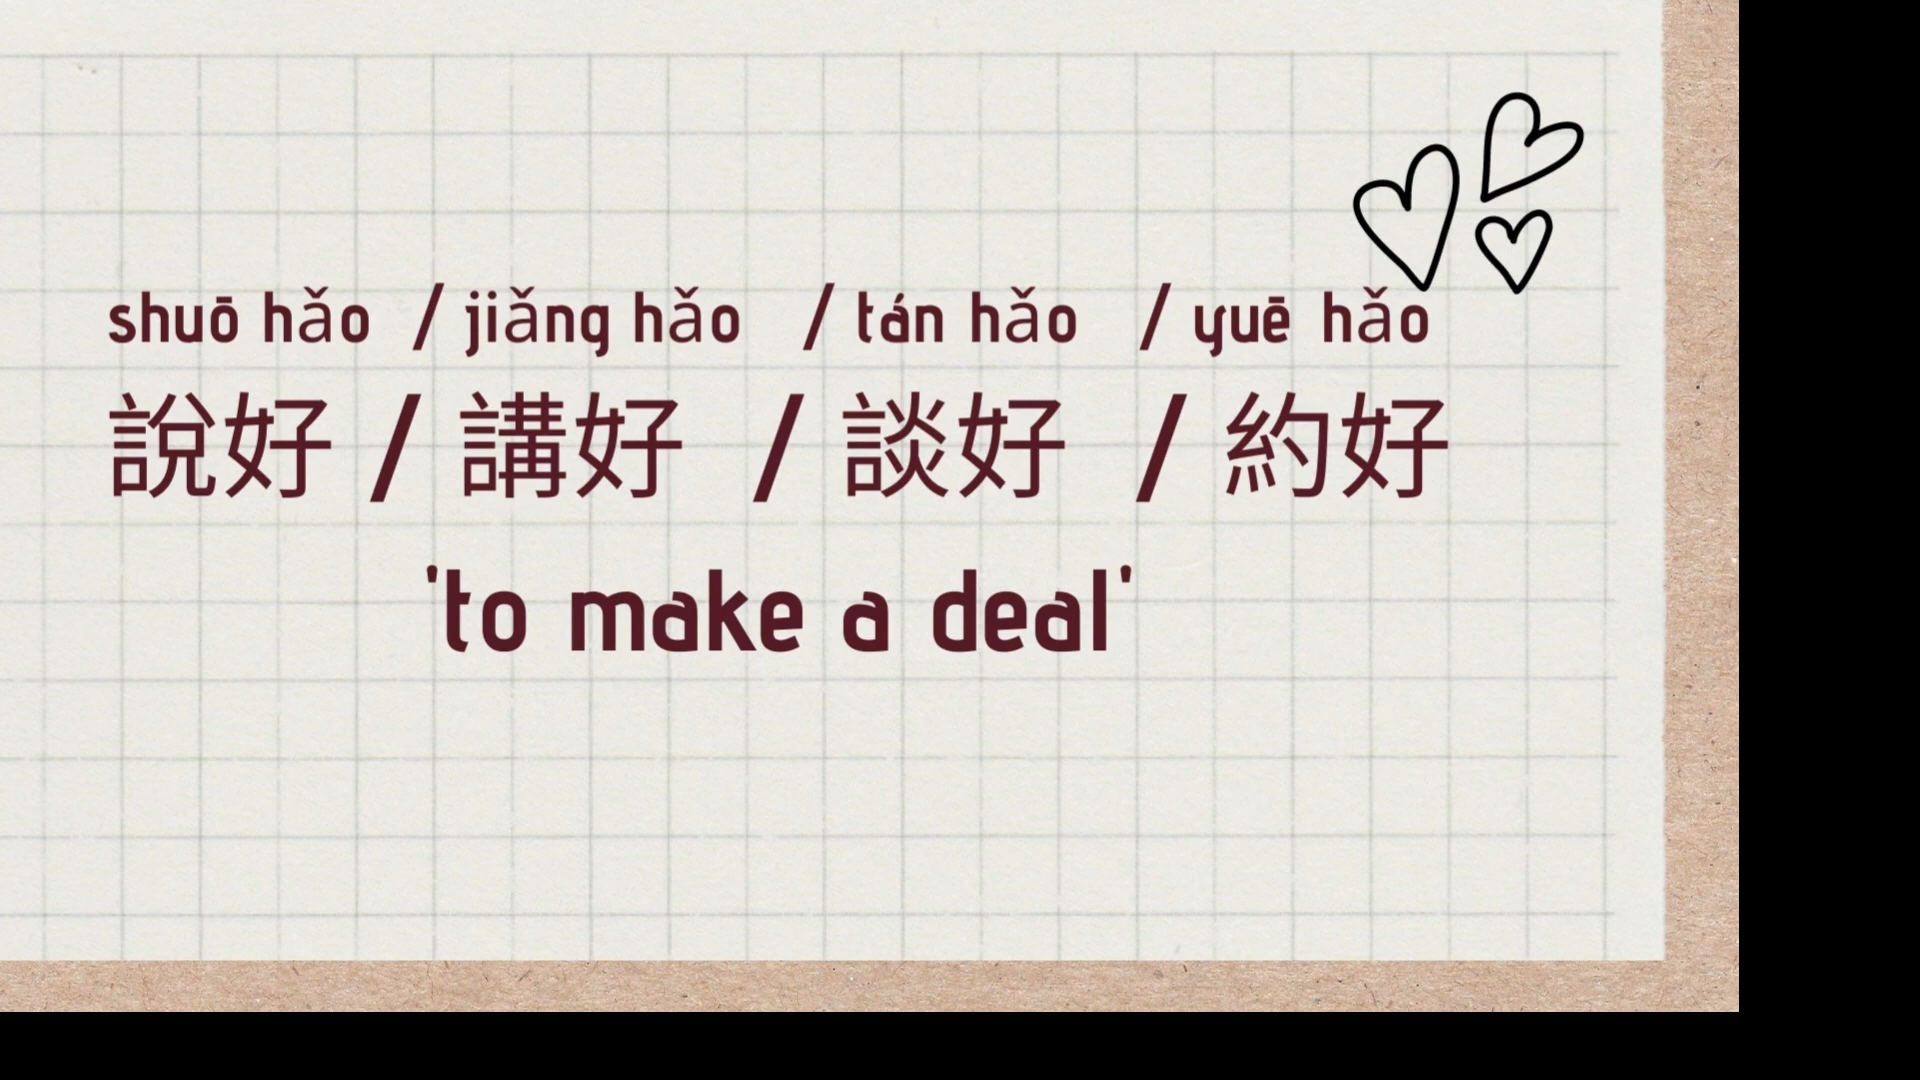 shuō hǎo / jiǎng hǎo / tán hǎo / yuē hǎo
說好 / 講好 / 談好 / 約好
'to make a deal'